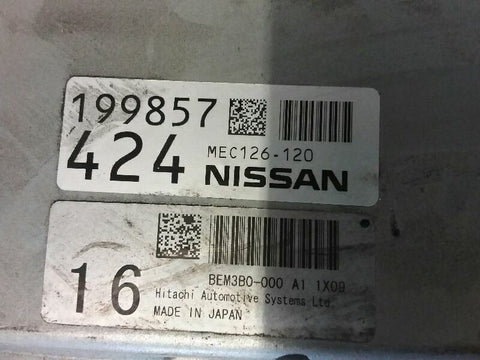 199857
424 MEC126-120
NISSAN
16 BEM3B0-000 A1 1X09
Hitachi Automotive Systems Ltd.
MADE IN JAPAN